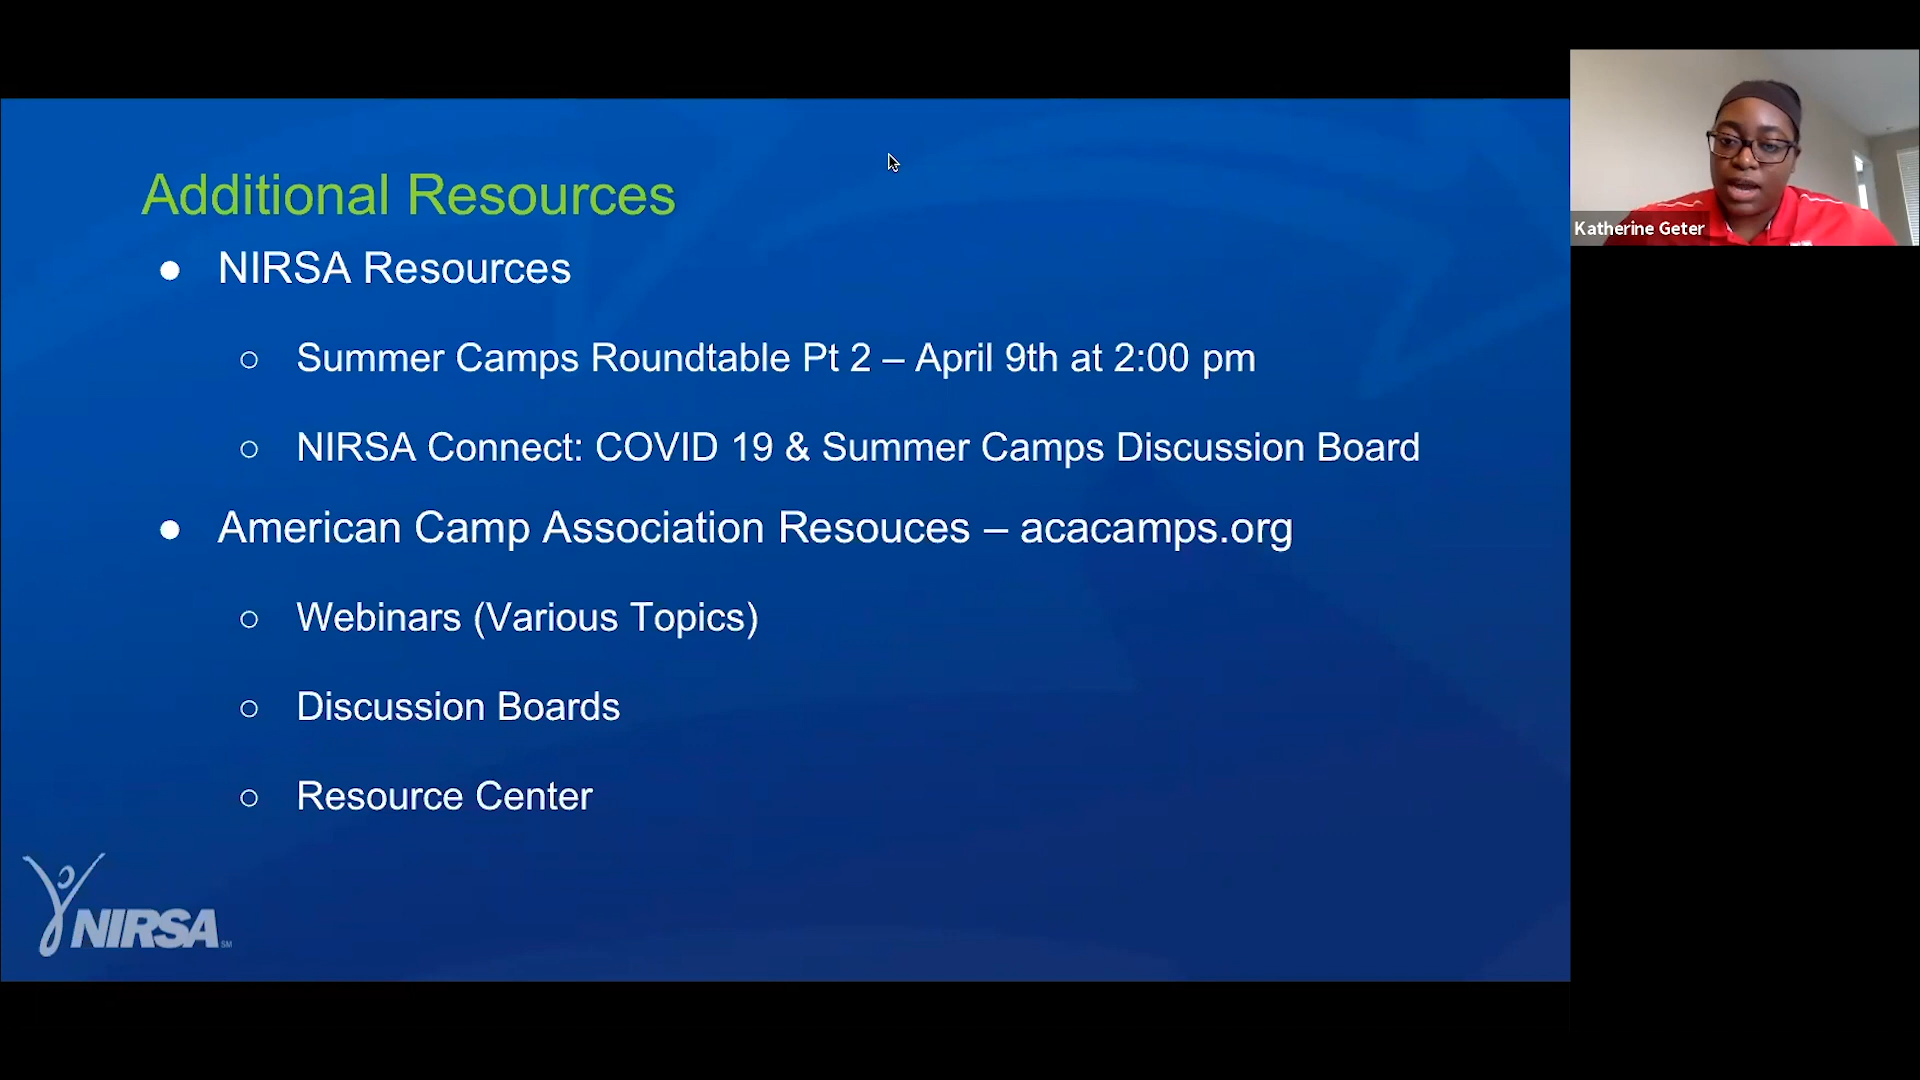 Additional Resources
● NIRSA Resources
○ Summer Camps Roundtable Pt 2 – April 9th at 2:00 pm
○ NIRSA Connect: COVID 19 & Summer Camps Discussion Board
● American Camp Association Resouces – acacamps.org
○ Webinars (Various Topics)
○ Discussion Boards
○ Resource Center
NIRSA SM
Katherine Geter